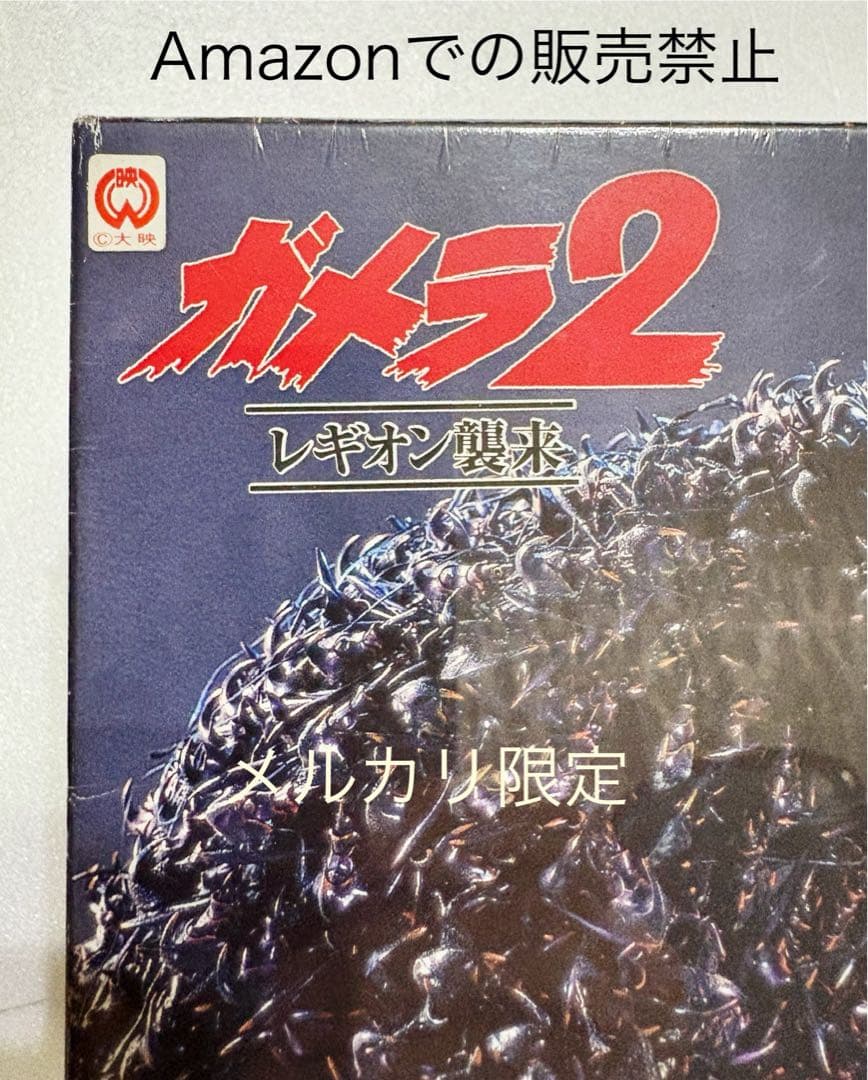 Amazonでの販売禁止
映
©大映
ガメラ2
レギオン襲来
メルカリ限定